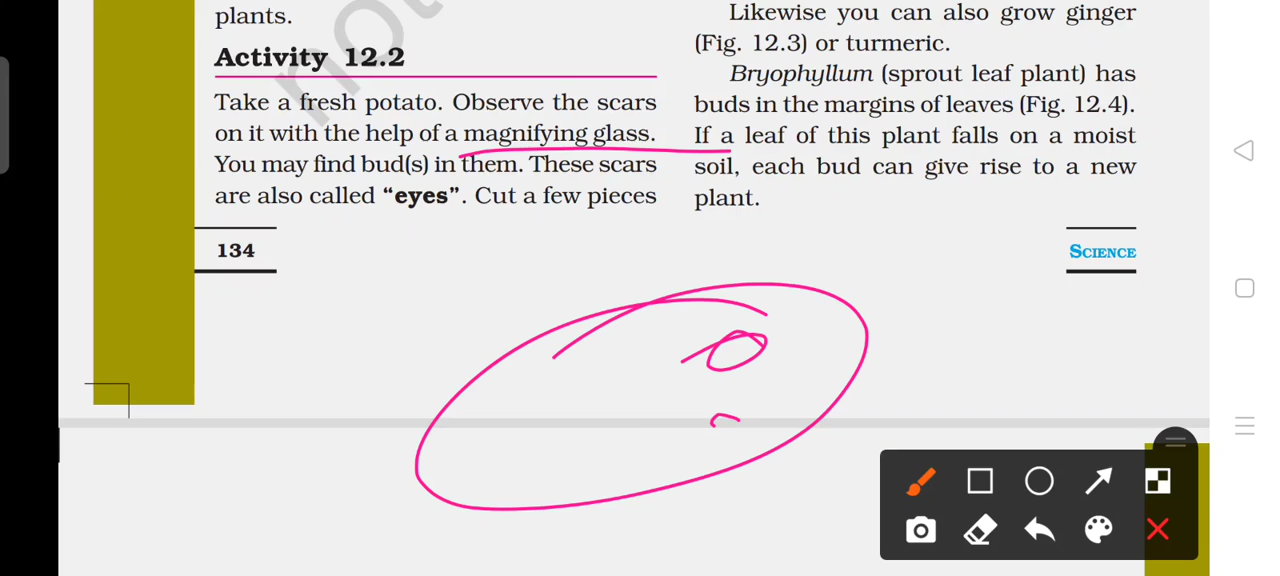 plants.
Activity 12.2
Take a fresh potato. Observe the scars
on it with the help of a magnifying glass.
You may find bud(s) in them. These scars
are also called “eyes”. Cut a few pieces
134
not
Likewise you can also grow ginger
(Fig. 12.3) or turmeric.
Bryophyllum (sprout leaf plant) has
buds in the margins of leaves (Fig. 12.4).
If a leaf of this plant falls on a moist
soil, each bud can give rise to a new
plant.
SCIENCE